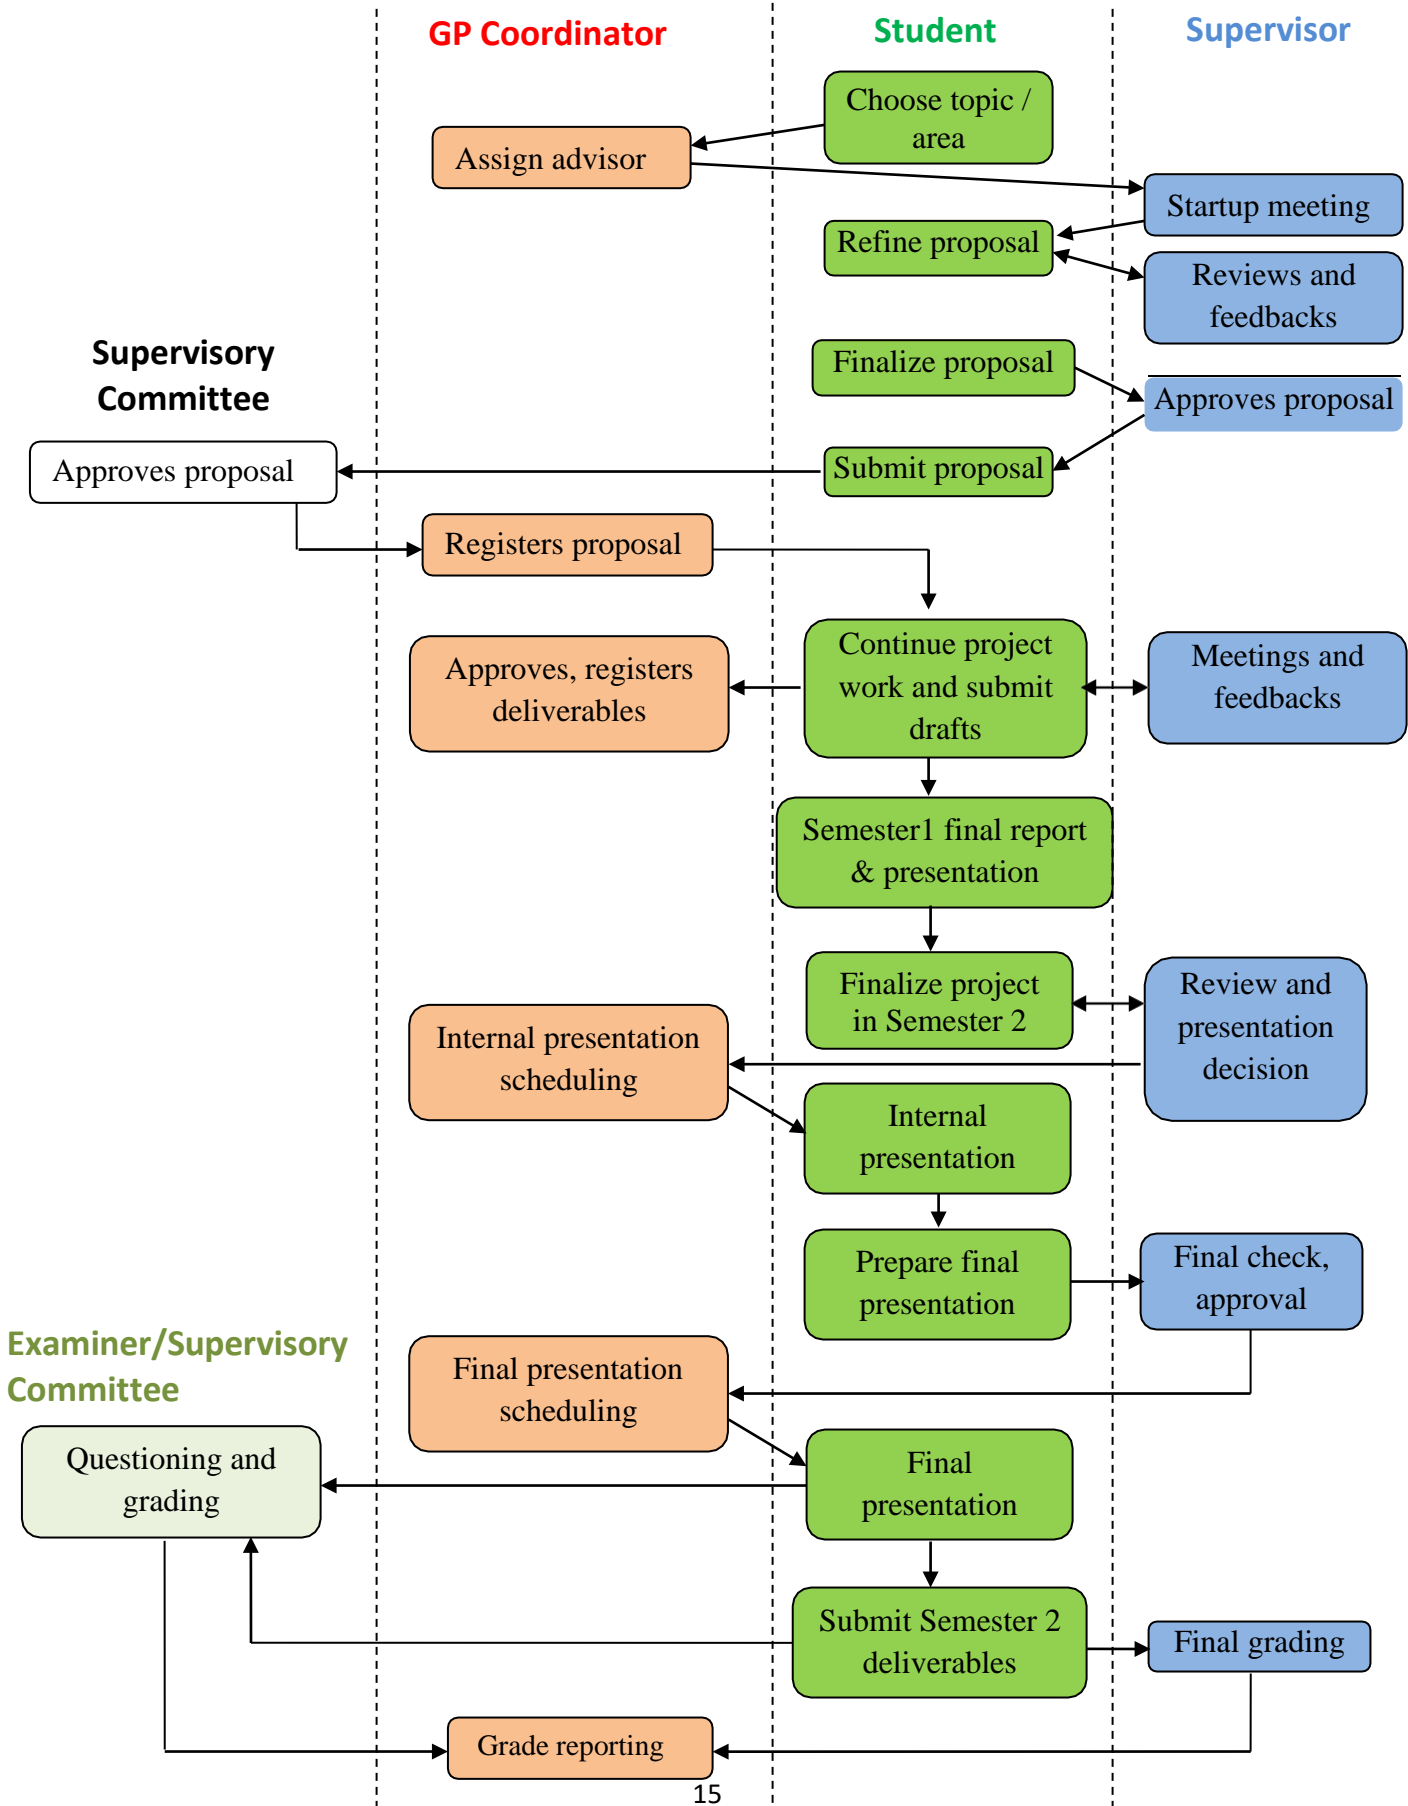 GP Coordinator
Student
Supervisor
Choose topic /
area
Assign advisor
Startup meeting
Refine proposal
Reviews and
feedbacks
Supervisory
Committee
Finalize proposal
Approves proposal
Approves proposal
Submit proposal
Registers proposal
Approves, registers
deliverables
Continue project
work and submit
drafts
Meetings and
feedbacks
Semester1 final report
& presentation
Finalize project
in Semester 2
Review and
presentation
decision
Internal presentation
scheduling
Internal
presentation
Prepare final
presentation
Final check,
approval
Examiner/Supervisory
Committee
Final presentation
scheduling
Questioning and
grading
Final
presentation
Submit Semester 2
deliverables
Final grading
Grade reporting
15